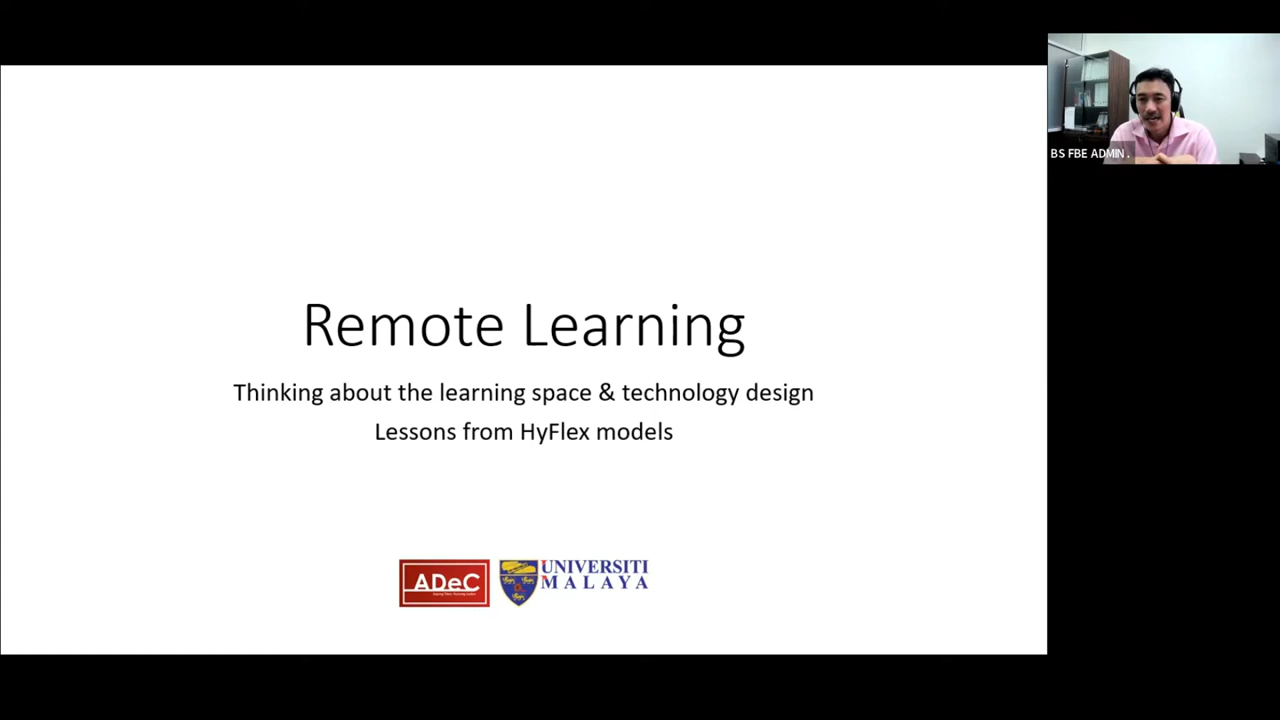 Remote Learning
Thinking about the learning space & technology design
Lessons from HyFlex models
ADeC
UNIVERSITI
MALAYA
BS FBE ADMIN .